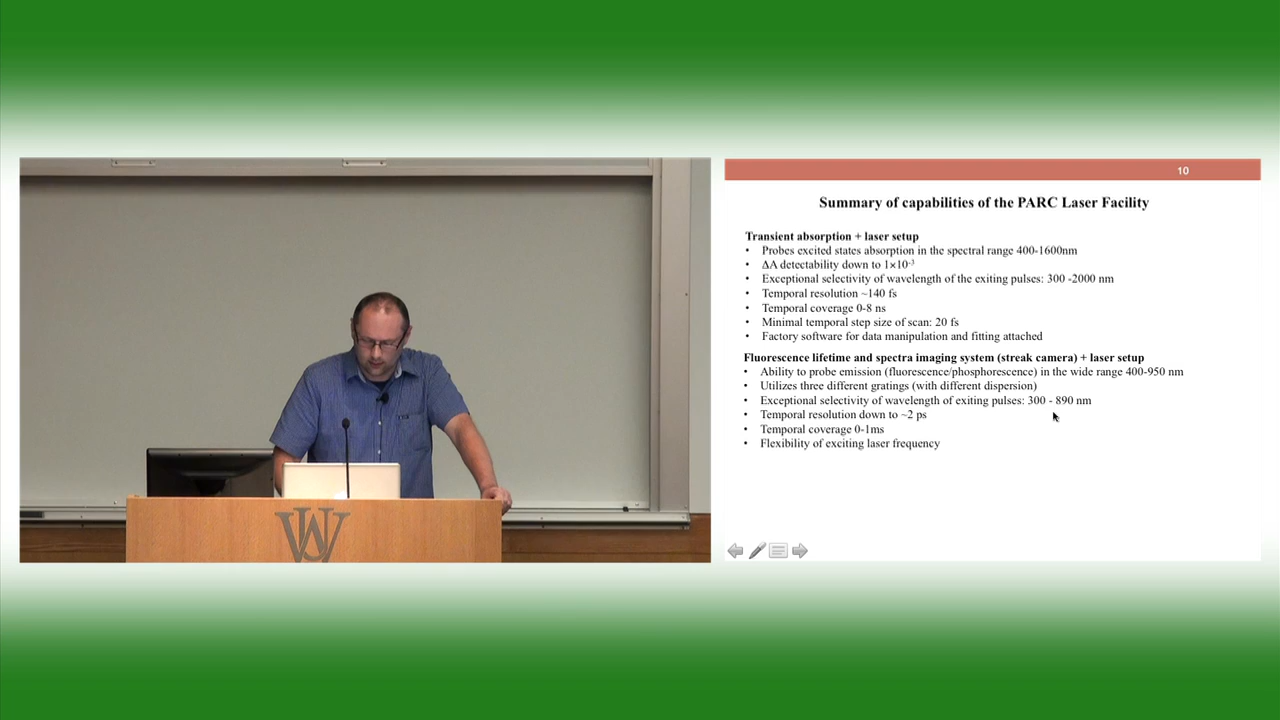 10
Summary of capabilities of the PARC Laser Facility
Transient absorption + laser setup
• Probes excited states absorption in the spectral range 400-1600nm
• ΔA detectability down to 1×10⁻³
• Exceptional selectivity of wavelength of the exiting pulses: 300 -2000 nm
• Temporal resolution ~140 fs
• Temporal coverage 0-8 ns
• Minimal temporal step size of scan: 20 fs
• Factory software for data manipulation and fitting attached
Fluorescence lifetime and spectra imaging system (streak camera) + laser setup
• Ability to probe emission (fluorescence/phosphorescence) in the wide range 400-950 nm
• Utilizes three different gratings (with different dispersion)
• Exceptional selectivity of wavelength of exiting pulses: 300 - 890 nm
• Temporal resolution down to ~2 ps
• Temporal coverage 0-1ms
• Flexibility of exciting laser frequency
WU